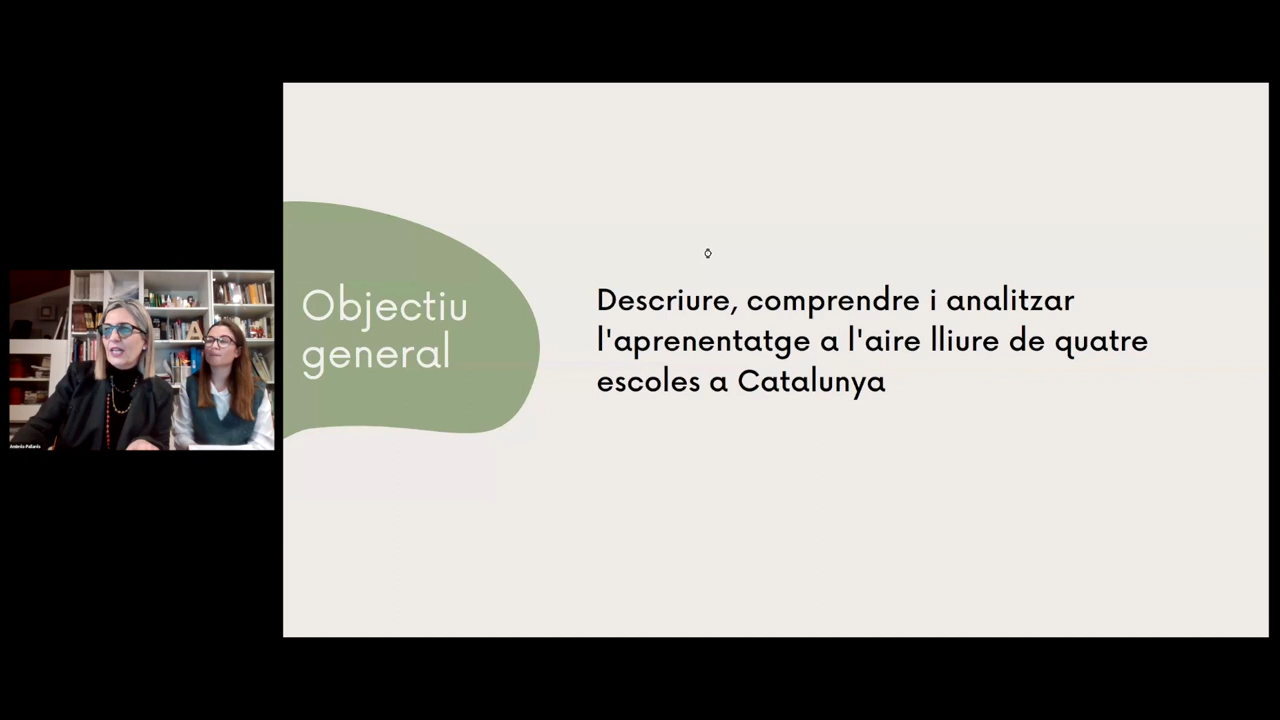 Objectiu
general
Descriure, comprendre i analitzar
l'aprenentatge a l'aire lliure de quatre
escoles a Catalunya